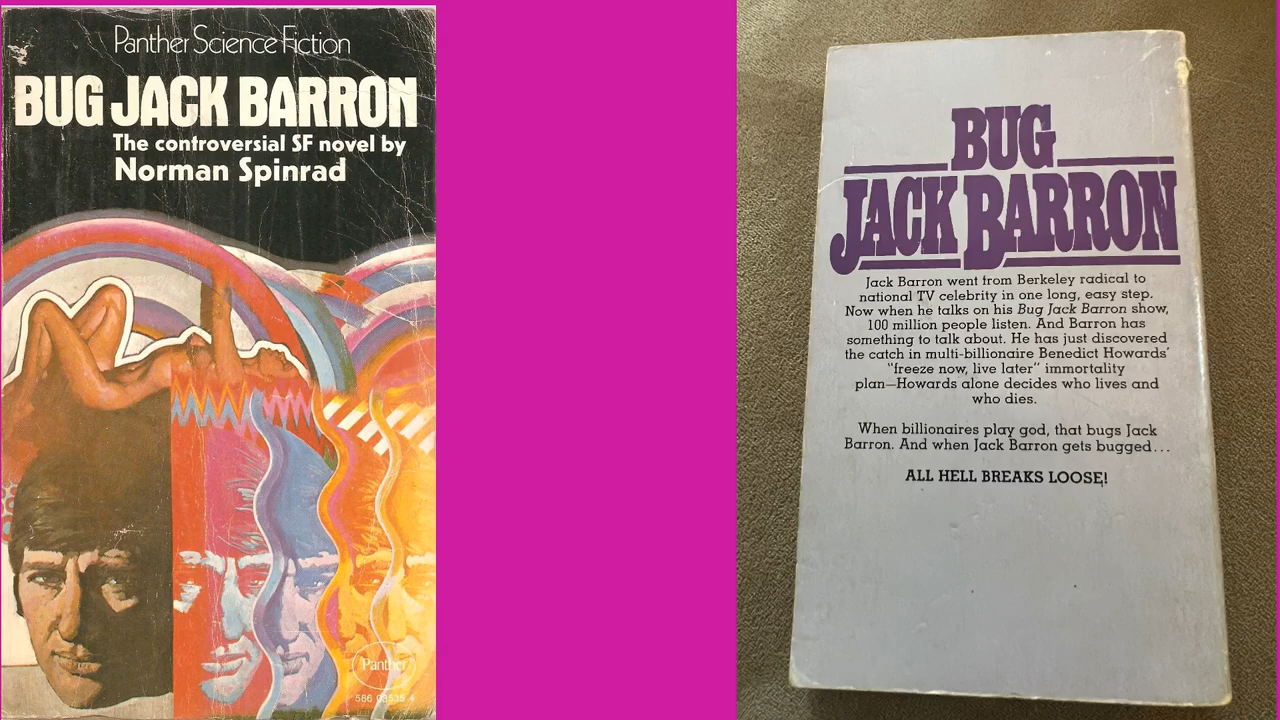 Panther Science Fiction
BUG JACK BARRON
The controversial SF novel by
Norman Spinrad
Panther
586 03535 4
BUG
JACK BARRON
Jack Barron went from Berkeley radical to
national TV celebrity in one long, easy step.
Now when he talks on his Bug Jack Barron show,
100 million people listen. And Barron has
something to talk about. He has just discovered
the catch in multi-billionaire Benedict Howards'
"freeze now, live later" immortality
plan—Howards alone decides who lives and
who dies.
When billionaires play god, that bugs Jack
Barron. And when Jack Barron gets bugged...
ALL HELL BREAKS LOOSE!